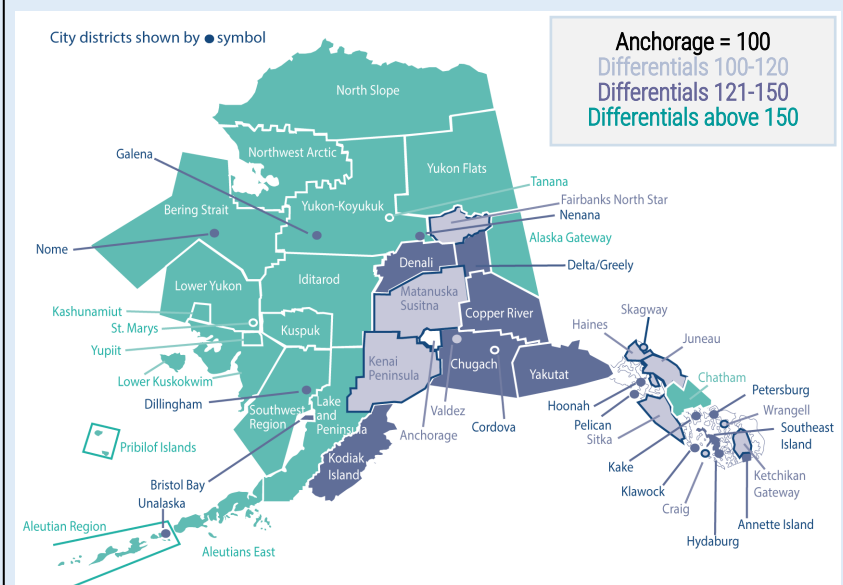 City districts shown by ● symbol
Anchorage = 100
Differentials 100-120
Differentials 121-150
Differentials above 150
North Slope
Galena
Northwest Arctic
Yukon Flats
Tanana
Fairbanks North Star
Nenana
Bering Strait
Yukon-Koyukuk
Alaska Gateway
Nome
Denali
Delta/Greely
Lower Yukon
Iditarod
Matanuska
Susitna
Kashunamiut
St. Marys
Kuspuk
Copper River
Skagway
Haines
Juneau
Yupiit
Kenai
Peninsula
Chugach
Yakutat
Lower Kuskokwim
Chatham
Dillingham
Southwest
Region
Lake
and
Peninsula
Valdez
Anchorage
Cordova
Hoonah
Petersburg
Pelican
Wrangell
Sitka
Southeast
Island
Pribilof Islands
Kodiak
Island
Kake
Bristol Bay
Klawock
Ketchikan
Gateway
Unalaska
Craig
Aleutian Region
Annette Island
Aleutians East
Hydaburg